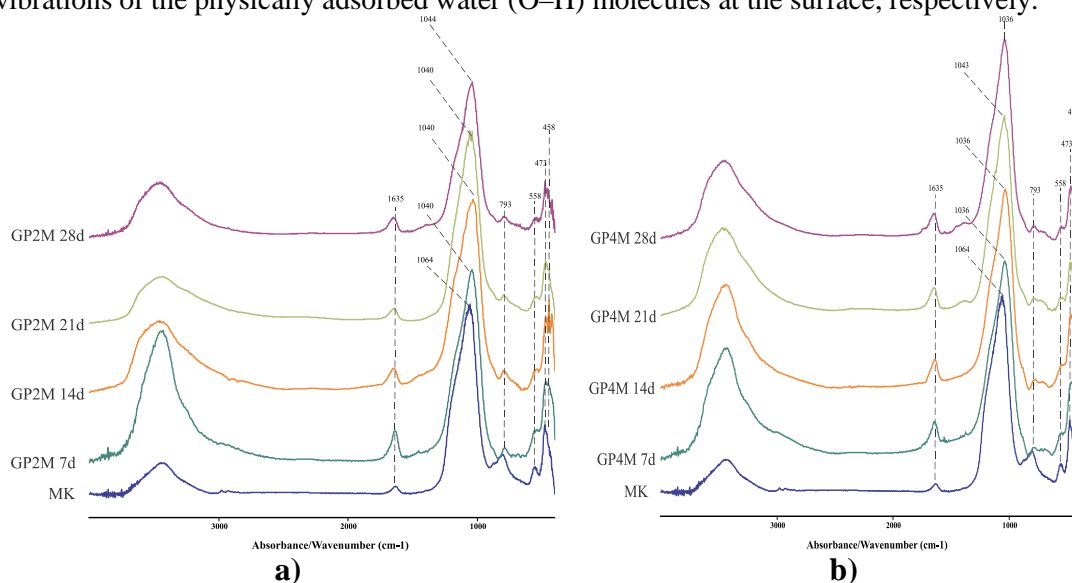 vibrations of the physically adsorbed water (O–H) molecules at the surface, respectively.
1044
1040
1040
1040
1064
1635
793
558
473
458
GP2M 28d
GP2M 21d
GP2M 14d
GP2M 7d
MK
3000
2000
1000
Absorbance/Wavenumber (cm-1)
a)
1036
1043
1036
1036
1064
1635
793
558
473
4
GP4M 28d
GP4M 21d
GP4M 14d
GP4M 7d
MK
3000
2000
1000
Absorbance/Wavenumber (cm-1)
b)